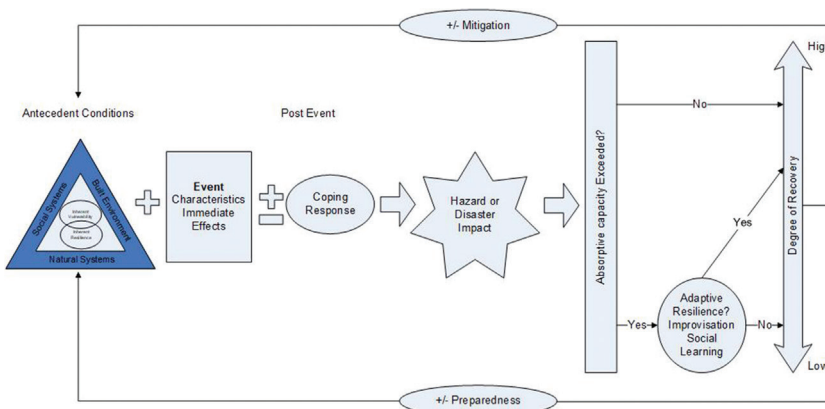 +/- Mitigation
Antecedent Conditions
Post Event
Social Systems
Built Environment
Natural Systems
Inherent
Vulnerability
Inherent
Resilience
Event
Characteristics
Immediate
Effects
Coping
Response
Hazard or
Disaster
Impact
Absorptive capacity Exceeded?
No
Yes
Adaptive
Resilience?
Improvisation
Social
Learning
Yes
No
High
Degree of Recovery
Low
+/- Preparedness